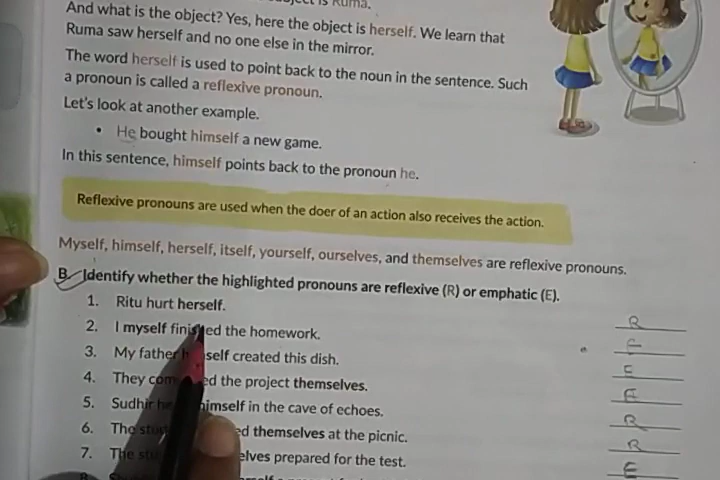 is Ruma.
And what is the object? Yes, here the object is herself. We learn that
Ruma saw herself and no one else in the mirror.
The word herself is used to point back to the noun in the sentence. Such
a pronoun is called a reflexive pronoun.
Let's look at another example.
• He bought himself a new game.
In this sentence, himself points back to the pronoun he.
Reflexive pronouns are used when the doer of an action also receives the action.
Myself, himself, herself, itself, yourself, ourselves, and themselves are reflexive pronouns.
B. Identify whether the highlighted pronouns are reflexive (R) or emphatic (E).
1. Ritu hurt herself. R
2. I myself finished the homework. E
3. My father self created this dish. E
4. They com ed the project themselves. E
5. Sudhir himself in the cave of echoes. R
6. The ed themselves at the picnic. R
7. The elves prepared for the test. E
8.